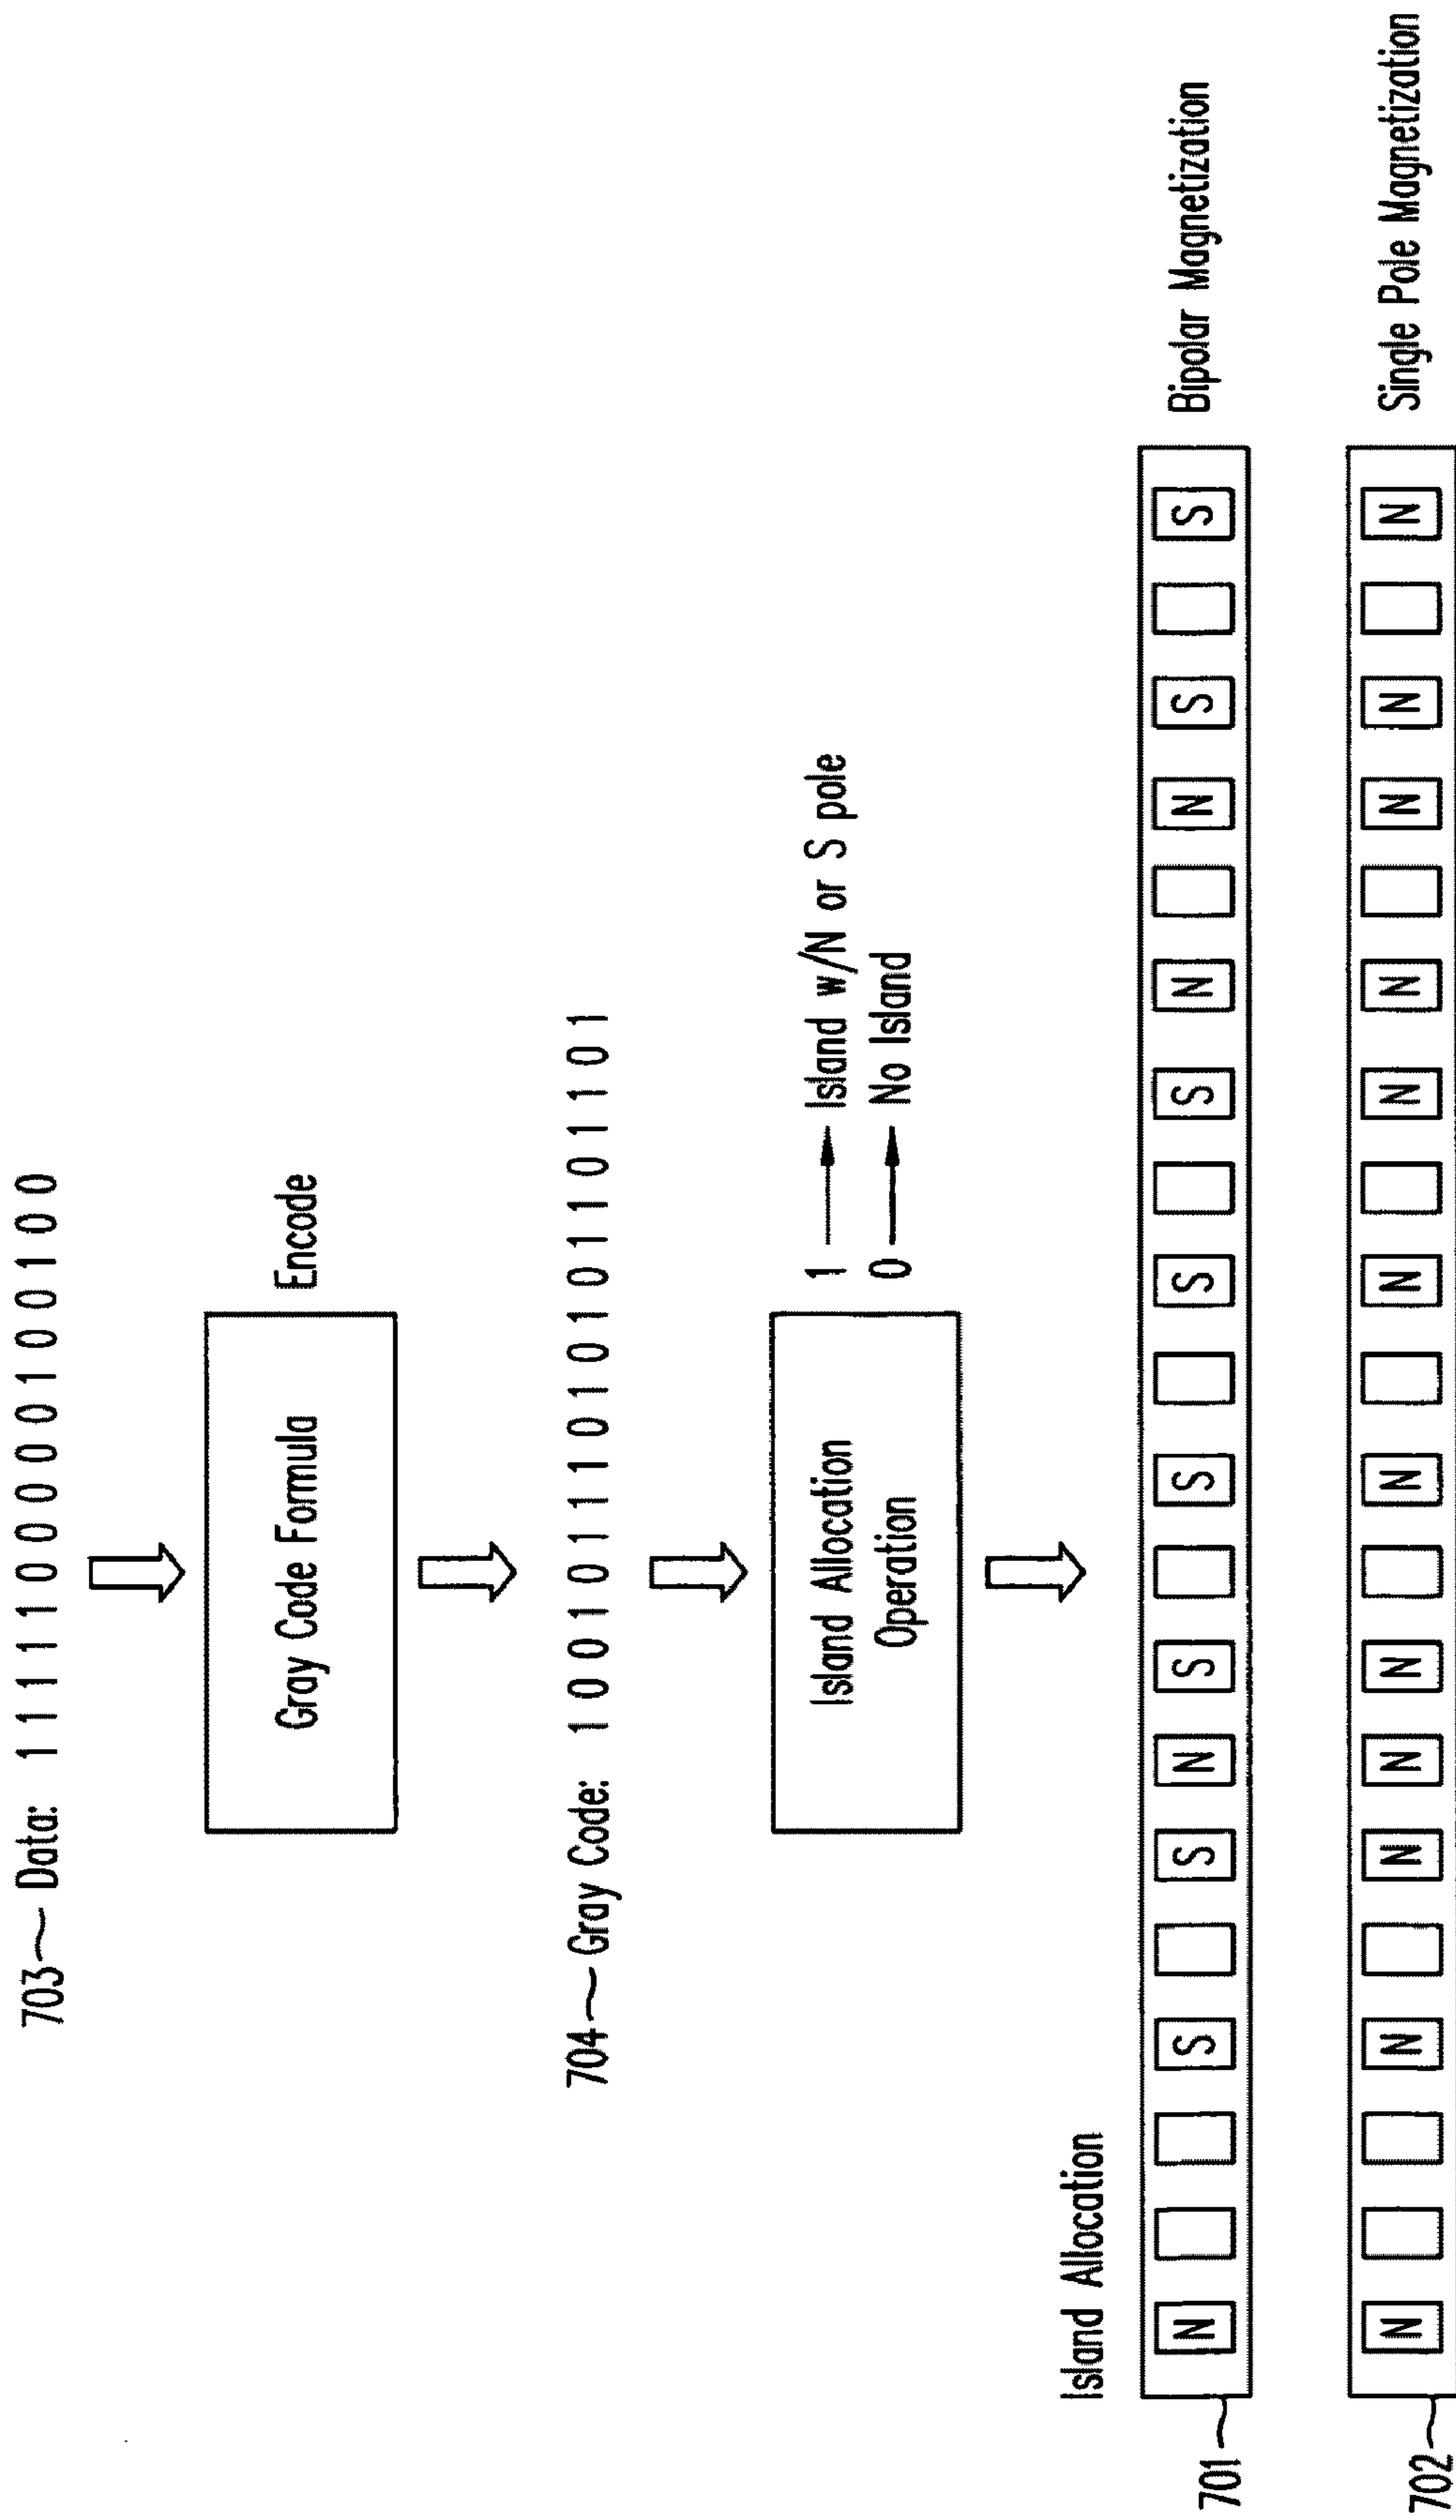 703 Data: 1 1 1 1 1 0 0 0 0 0 1 0 0 1 0 0
Gray Code Formula
Encode
704 Gray Code: 1 0 0 1 0 1 1 1 0 1 0 1 0 1 1 0 1 1 0 1
Island Allocation
Operation
1 Island w/N or S pole
0 No Island
Island Allocation
701 N S S N S S S S N N S S Bipolar Magnetization
702 N N N N N N N N N N N N Single Pole Magnetization